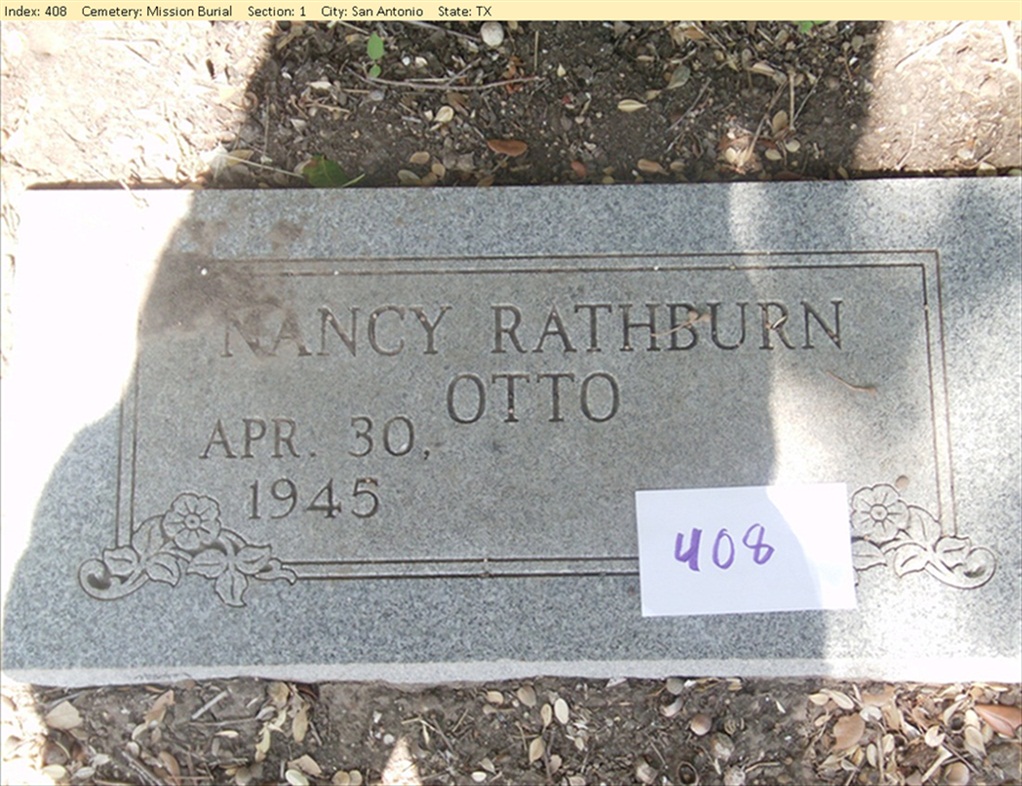 Index: 408 Cemetery: Mission Burial Section: 1 City: San Antonio State: TX
NANCY RATHBURN
OTTO
APR. 30,
1945
408